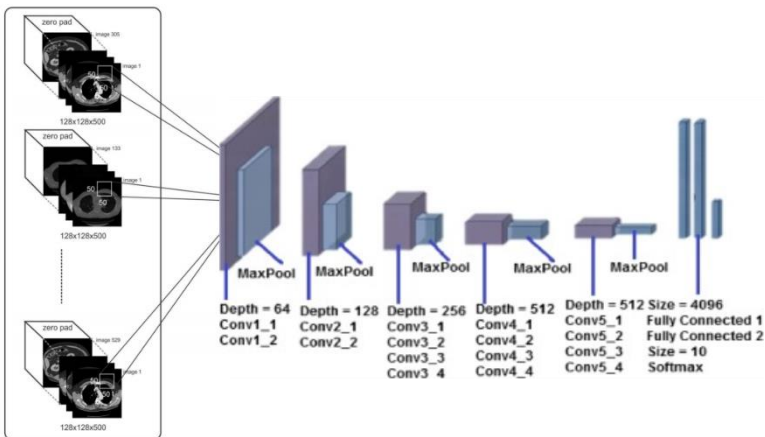 zero pad
image 305
image 1
50
50
128x128x500
zero pad
image 133
image 1
50
50
128x128x500
zero pad
image 529
image 1
50
50
128x128x500
MaxPool
MaxPool
MaxPool
MaxPool
MaxPool
Depth = 64
Conv1_1
Conv1_2
Depth = 128
Conv2_1
Conv2_2
Depth = 256
Conv3_1
Conv3_2
Conv3_3
Conv3_4
Depth = 512
Conv4_1
Conv4_2
Conv4_3
Conv4_4
Depth = 512
Conv5_1
Conv5_2
Conv5_3
Conv5_4
Size = 4096
Fully Connected 1
Fully Connected 2
Size = 10
Softmax